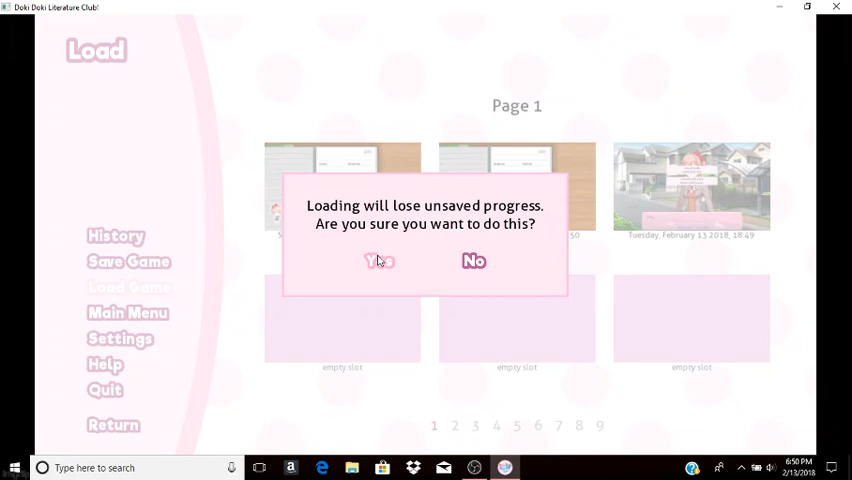 Doki Doki Literature Club!
Load
Page 1
Loading will lose unsaved progress.
Are you sure you want to do this?
Yes
No
S
50
Tuesday, February 13 2018, 18:49
History
Save Game
Load Game
Main Menu
Settings
Help
Quit
Return
empty slot
empty slot
empty slot
1 2 3 4 5 6 7 8 9
Type here to search
6:50 PM
2/13/2018